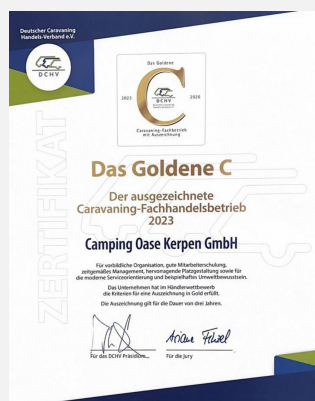 Deutscher Caravaning
Handels-Verband e.V.
DCHV
Das Goldene
C
2023
DCHV
2026
Caravaning-Fachbetrieb
mit Auszeichnung
ZERTIFIKAT
Das Goldene C
Der ausgezeichnete
Caravaning-Fachhandelsbetrieb
2023
Camping Oase Kerpen GmbH
Für vorbildliche Organisation, gute Mitarbeiterschulung,
zeitgemäßes Management, hervorragende Platzgestaltung sowie für
die moderne Serviceorientierung und beispielhaftes Umweltbewusstsein.
Das Unternehmen hat im Händlerwettbewerb
die Kriterien für eine Auszeichnung in Gold erfüllt.
Die Auszeichnung gilt für die Dauer von drei Jahren.
Für das DCHV Präsidium
Für die Jury